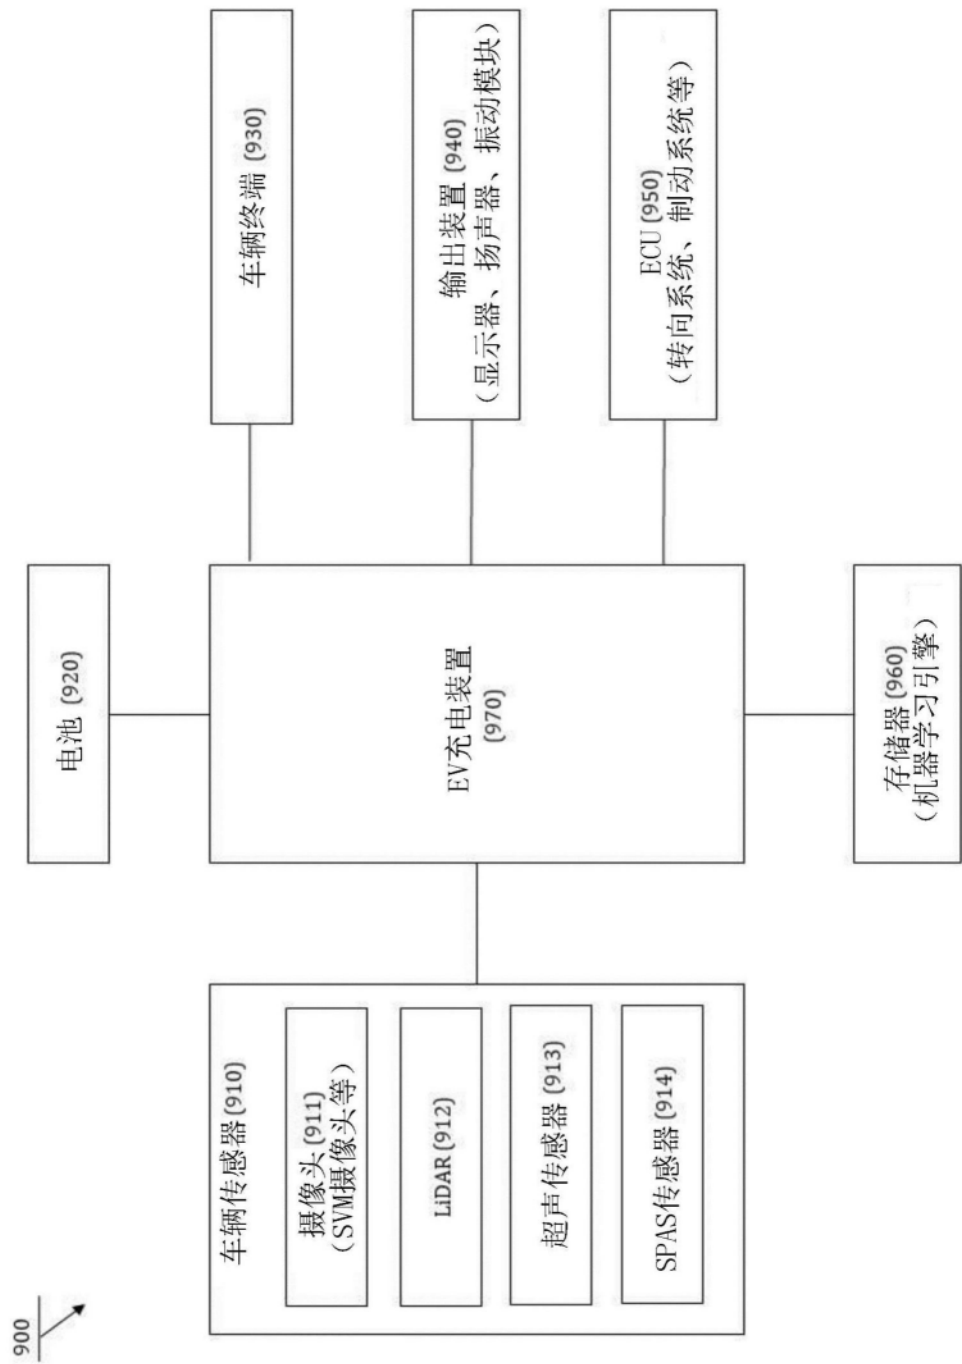 900
车辆传感器(910)
摄像头(911)
(SVM摄像头等)
LiDAR(912)
超声传感器(913)
SPAS传感器(914)
电池 (920)
EV充电装置
(970)
存储器(960)
(机器学习引擎)
车辆终端 (930)
输出装置(940)
(显示器、扬声器、振动模块)
ECU(950)
(转向系统、制动系统等)